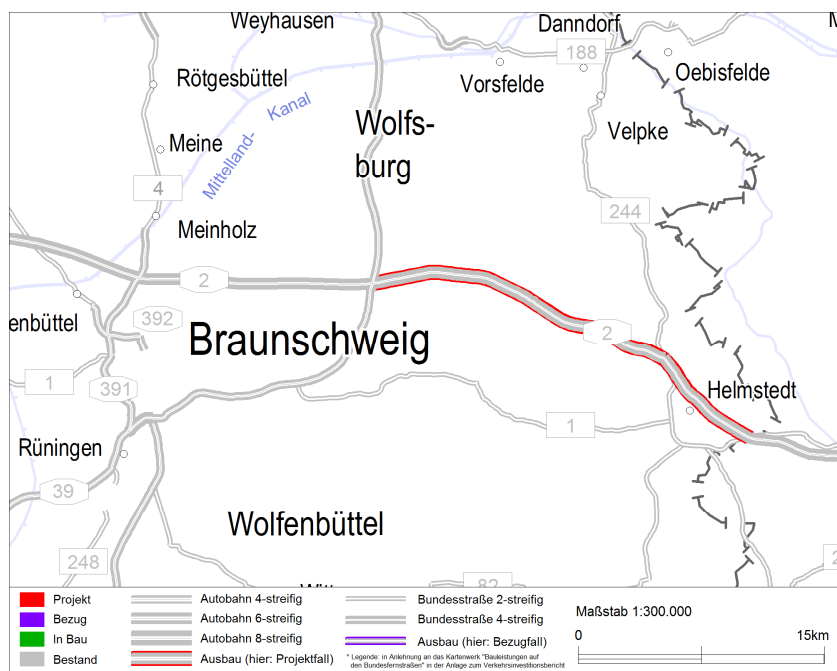 Weyhausen
Danndorf
188
Rötgesbüttel
Vorsfelde
Oebisfelde
Mittelland-
Kanal
Wolfs-
burg
Velpke
Meine
4
244
Meinholz
2
392
2
enbüttel
Braunschweig
1
391
Helmstedt
1
Rüningen
39
Wolfenbüttel
248
2
82
Projekt
Bezug
In Bau
Bestand
Autobahn 4-streifig
Autobahn 6-streifig
Autobahn 8-streifig
Ausbau (hier: Projektfall)
Bundesstraße 2-streifig
Bundesstraße 4-streifig
Ausbau (hier: Bezugfall)
* Legende: in Anlehnung an das Kartenwerk "Bauleistungen auf
den Bundesfernstraßen" in der Anlage zum Verkehrsinvestitionsbericht
Maßstab 1:300.000
0
15km